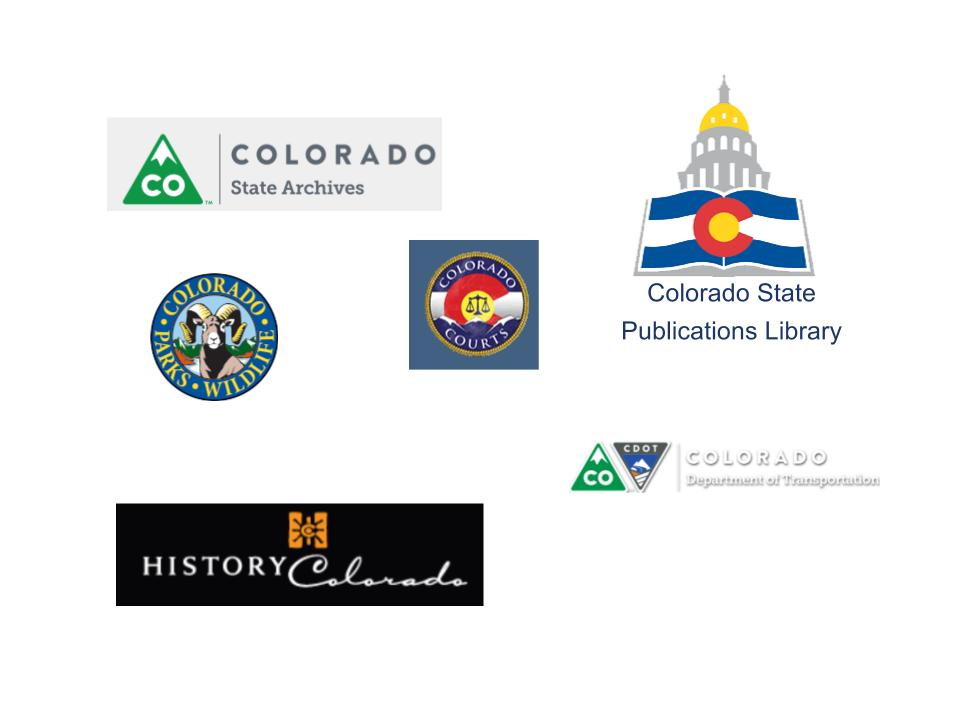 CO
TM
COLORADO
State Archives
Colorado State
Publications Library
COLORADO
PARKS • WILDLIFE
COLORADO
COURTS
CO
CDOT
COLORADO
Department of Transportation
HISTORY Colorado